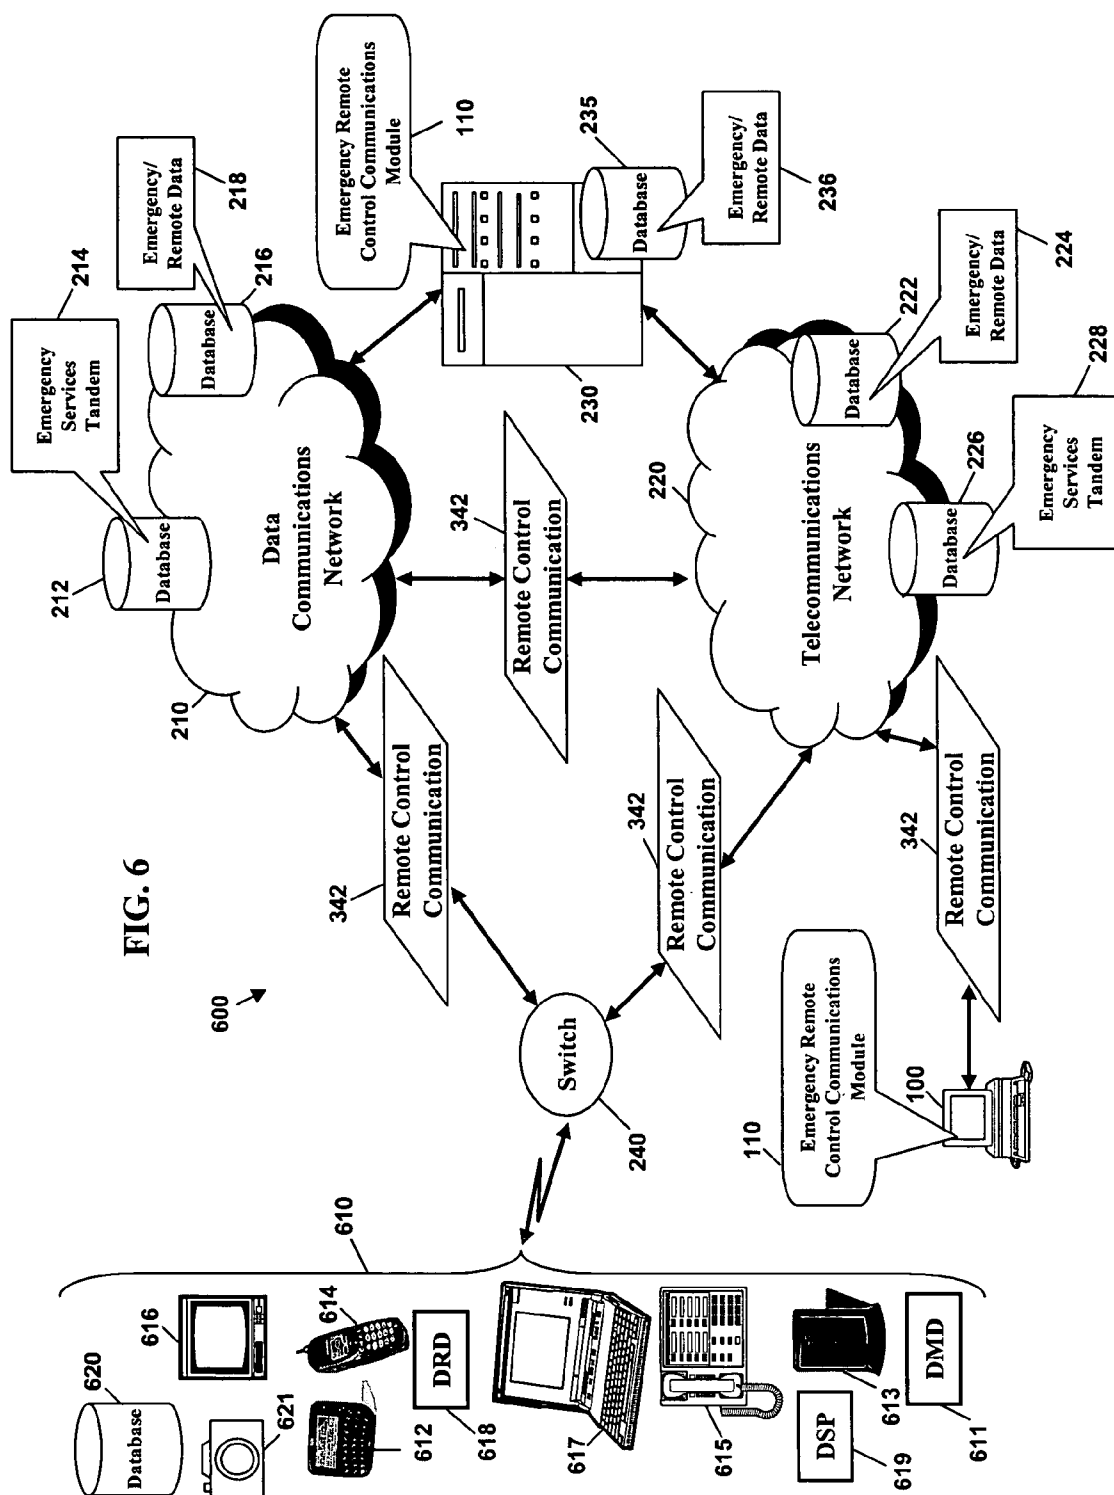 FIG. 6
600
616
620
Database
621
614
612
DRD
618
610
617
615
DSP
619
613
DMD
611
Switch
240
110
Emergency Remote
Control Communications
Module
100
342
Remote Control
Communication
342
Remote Control
Communication
342
Remote Control
Communication
342
Remote Control
Communication
210
Data
Communications
Network
212
Database
214
Emergency
Services
Tandem
216
Database
218
Emergency/
Remote Data
Emergency Remote
Control Communications
Module
110
230
235
Database
Emergency/
Remote Data
236
220
Telecommunications
Network
222
Database
Emergency/
Remote Data
224
226
Database
228
Emergency
Services
Tandem